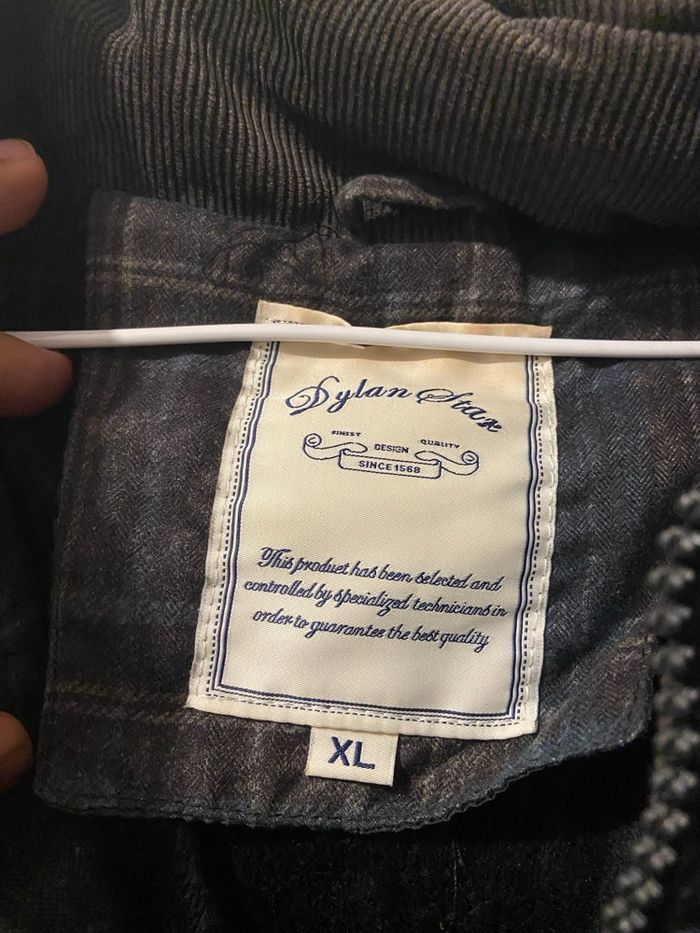 Dylan Star
FINEST DESIGN QUALITY
SINCE 1568
This product has been selected and
controlled by specialized technicians in
order to guarantee the best quality
XL